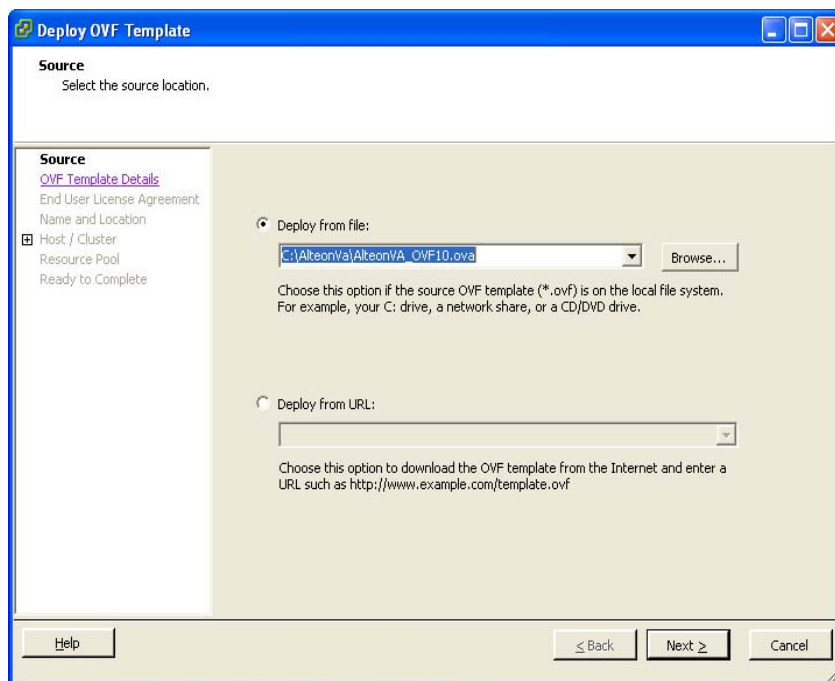 Deploy OVF Template
Source
Select the source location.
Source
OVF Template Details
End User License Agreement
Name and Location
Host / Cluster
Resource Pool
Ready to Complete
Deploy from file:
C:\AlteonVa\AlteonVA_OVF10.ova
Browse...
Choose this option if the source OVF template (*.ovf) is on the local file system.
For example, your C: drive, a network share, or a CD/DVD drive.
Deploy from URL:
Choose this option to download the OVF template from the Internet and enter a
URL such as http://www.example.com/template.ovf
Help
< Back
Next >
Cancel